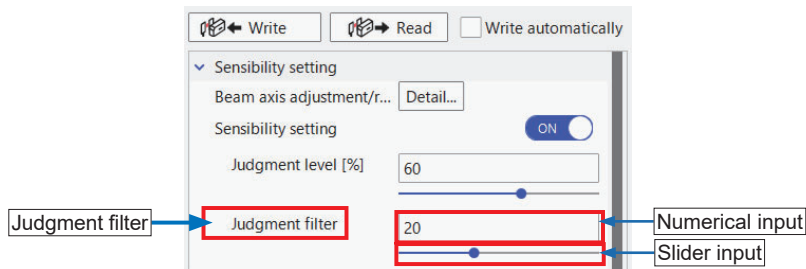 Write
Read
Write automatically
Sensibility setting
Beam axis adjustment/r... Detail...
Sensibility setting ON
Judgment level [%] 60
Judgment filter Judgment filter 20 Numerical input
Slider input